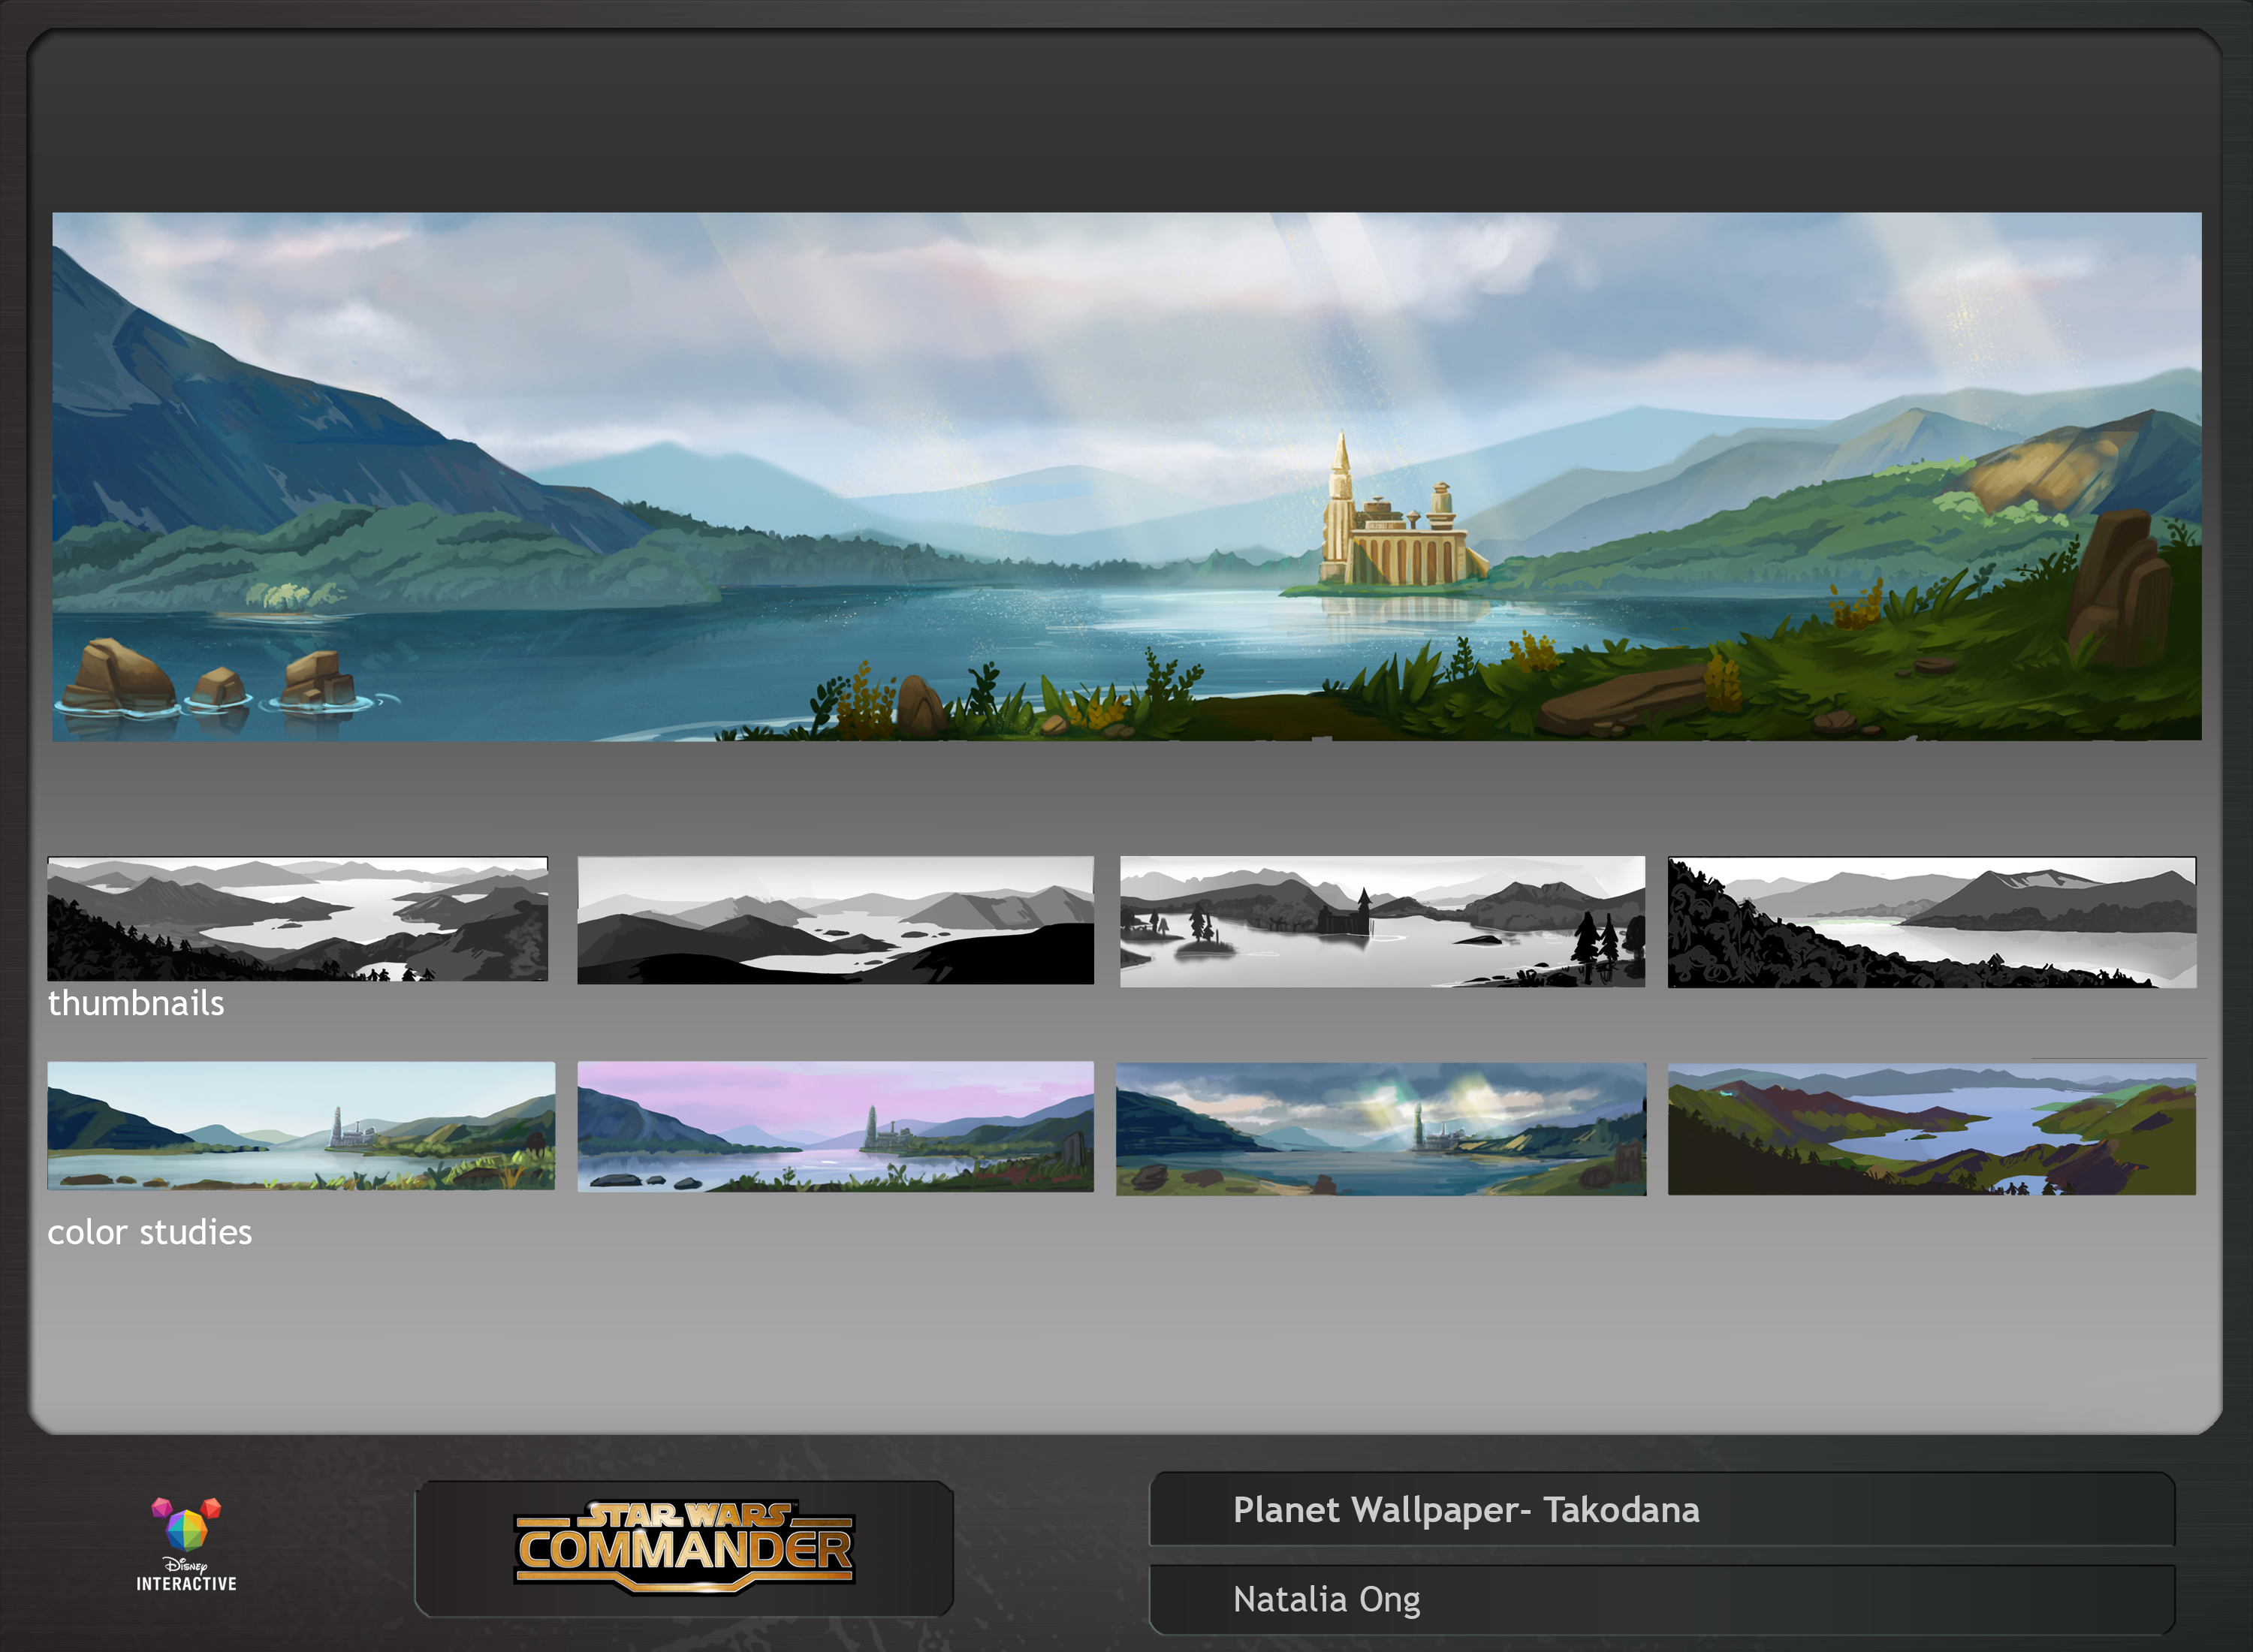 thumbnails
color studies
Disney
INTERACTIVE
STAR WARS
COMMANDER
Planet Wallpaper- Takodana
Natalia Ong